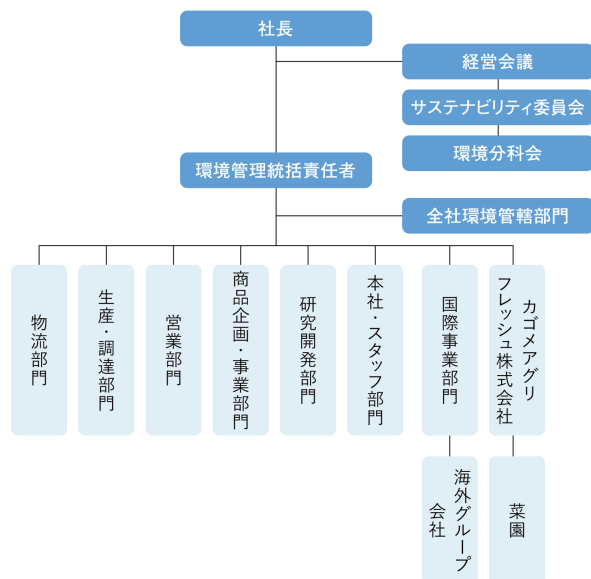 社長
経営会議
サステナビリティ委員会
環境分科会
環境管理統括責任者
全社環境管轄部門
物流部門
生産・調達部門
営業部門
商品企画・事業部門
研究開発部門
本社・スタッフ部門
国際事業部門
カゴメアグリ
フレッシュ株式会社
海外グループ
会社
菜園